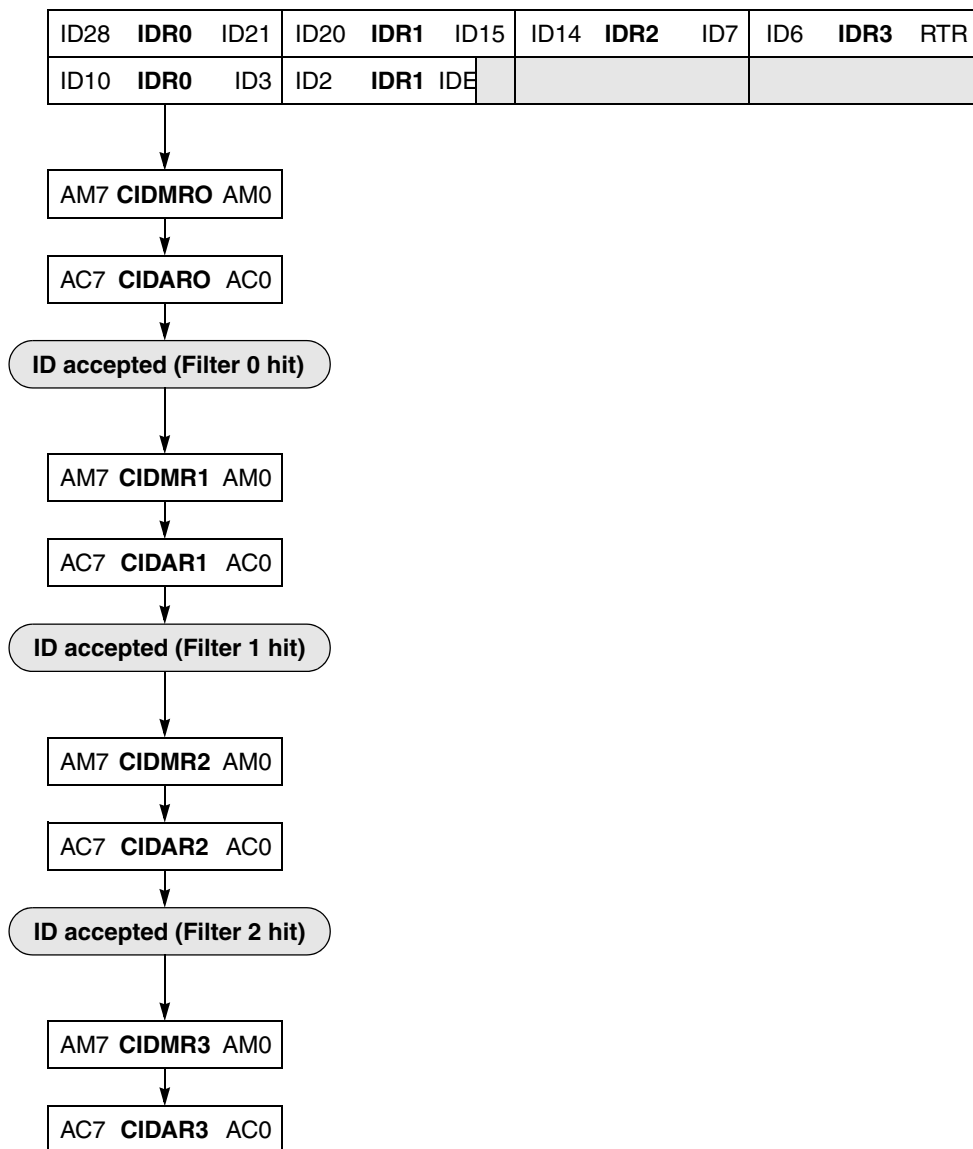 ID28 IDR0 ID21 ID20 IDR1 ID15 ID14 IDR2 ID7 ID6 IDR3 RTR
ID10 IDR0 ID3 ID2 IDR1 IDE
AM7 CIDMRO AM0
AC7 CIDARO AC0
ID accepted (Filter 0 hit)
AM7 CIDMR1 AM0
AC7 CIDAR1 AC0
ID accepted (Filter 1 hit)
AM7 CIDMR2 AM0
AC7 CIDAR2 AC0
ID accepted (Filter 2 hit)
AM7 CIDMR3 AM0
AC7 CIDAR3 AC0